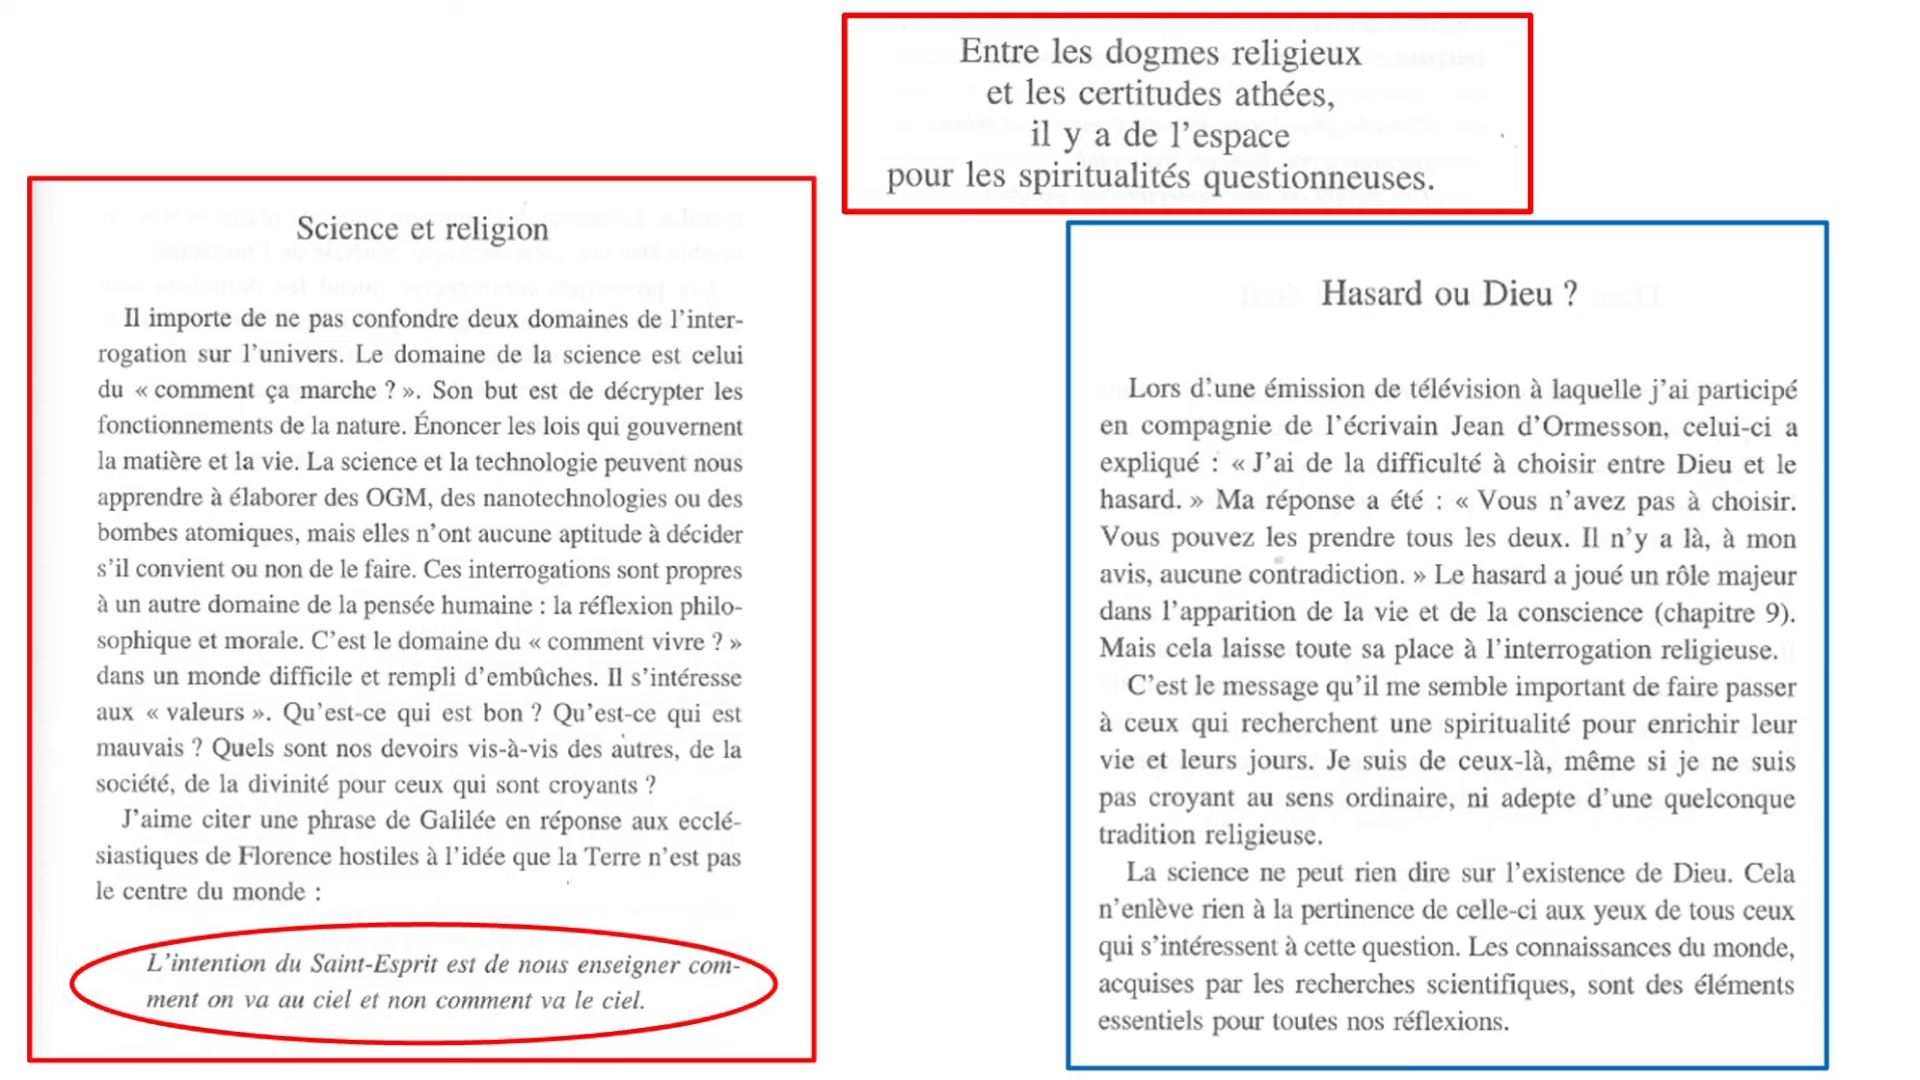 Entre les dogmes religieux
et les certitudes athées,
il y a de l'espace
pour les spiritualités questionneuses.
Science et religion
Il importe de ne pas confondre deux domaines de l'inter-
rogation sur l'univers. Le domaine de la science est celui
du « comment ça marche ? ». Son but est de décrypter les
fonctionnements de la nature. Énoncer les lois qui gouvernent
la matière et la vie. La science et la technologie peuvent nous
apprendre à élaborer des OGM, des nanotechnologies ou des
bombes atomiques, mais elles n'ont aucune aptitude à décider
s'il convient ou non de le faire. Ces interrogations sont propres
à un autre domaine de la pensée humaine : la réflexion philo-
sophique et morale. C'est le domaine du « comment vivre ? »
dans un monde difficile et rempli d'embûches. Il s'intéresse
aux « valeurs ». Qu'est-ce qui est bon ? Qu'est-ce qui est
mauvais ? Quels sont nos devoirs vis-à-vis des autres, de la
société, de la divinité pour ceux qui sont croyants ?
J'aime citer une phrase de Galilée en réponse aux ecclé-
siastiques de Florence hostiles à l'idée que la Terre n'est pas
le centre du monde :
L'intention du Saint-Esprit est de nous enseigner com-
ment on va au ciel et non comment va le ciel.
Hasard ou Dieu ?
Lors d'une émission de télévision à laquelle j'ai participé
en compagnie de l'écrivain Jean d'Ormesson, celui-ci a
expliqué : « J'ai de la difficulté à choisir entre Dieu et le
hasard. » Ma réponse a été : « Vous n'avez pas à choisir.
Vous pouvez les prendre tous les deux. Il n'y a là, à mon
avis, aucune contradiction. » Le hasard a joué un rôle majeur
dans l'apparition de la vie et de la conscience (chapitre 9).
Mais cela laisse toute sa place à l'interrogation religieuse.
C'est le message qu'il me semble important de faire passer
à ceux qui recherchent une spiritualité pour enrichir leur
vie et leurs jours. Je suis de ceux-là, même si je ne suis
pas croyant au sens ordinaire, ni adepte d'une quelconque
tradition religieuse.
La science ne peut rien dire sur l'existence de Dieu. Cela
n'enlève rien à la pertinence de celle-ci aux yeux de tous ceux
qui s'intéressent à cette question. Les connaissances du monde,
acquises par les recherches scientifiques, sont des éléments
essentiels pour toutes nos réflexions.